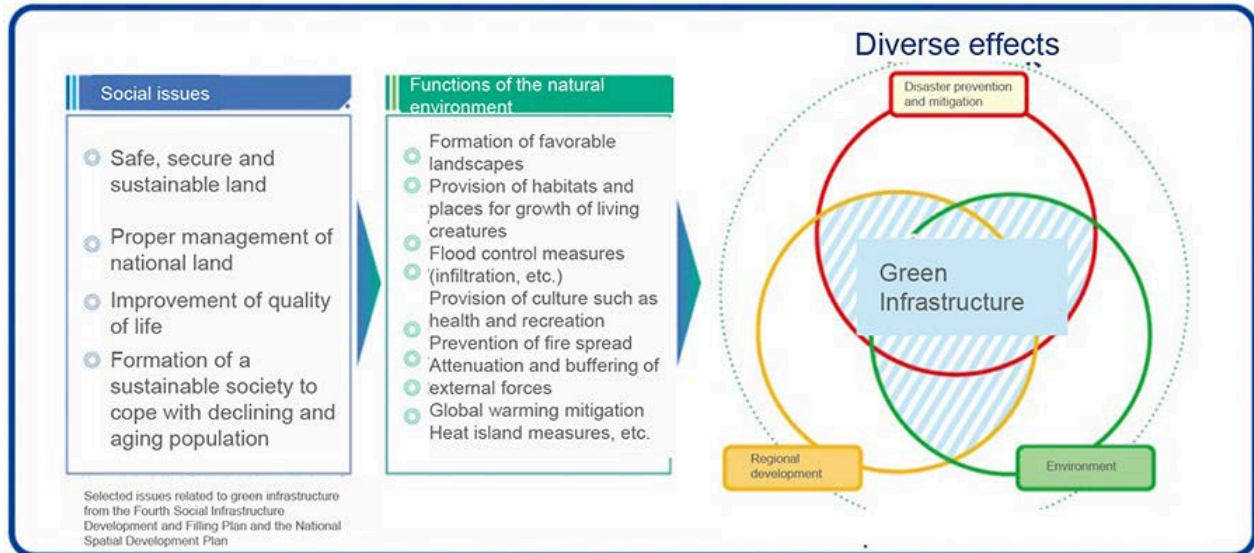 Diverse effects
Social issues
Safe, secure and
sustainable land
Proper management of
national land
Improvement of quality
of life
Formation of a
sustainable society to
cope with declining and
aging population
Selected issues related to green infrastructure
from the Fourth Social Infrastructure
Development and Filling Plan and the National
Spatial Development Plan
Functions of the natural
environment
Formation of favorable
landscapes
Provision of habitats and
places for growth of living
creatures
Flood control measures
(infiltration, etc.)
Provision of culture such as
health and recreation
Prevention of fire spread
Attenuation and buffering of
external forces
Global warming mitigation
Heat island measures, etc.
Disaster prevention
and mitigation
Green
Infrastructure
Regional
development
Environment